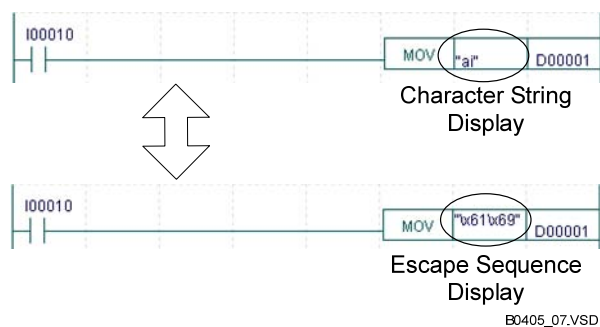 I00010
MOV "ai" D00001
Character String
Display
I00010
MOV "\x61\x69" D00001
Escape Sequence
Display
B0405_07.VSD